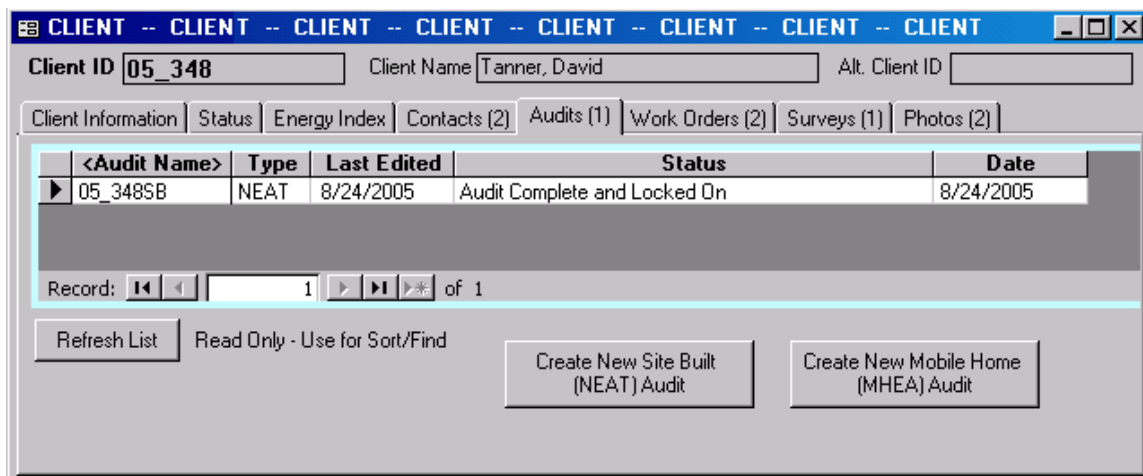 CLIENT -- CLIENT -- CLIENT -- CLIENT -- CLIENT -- CLIENT -- CLIENT -- CLIENT
Client ID 05_348 Client Name Tanner, David Alt. Client ID
Client Information Status Energy Index Contacts (2) Audits (1) Work Orders (2) Surveys (1) Photos (2)
<Audit Name> Type Last Edited Status Date
05_348SB NEAT 8/24/2005 Audit Complete and Locked On 8/24/2005
Record: 1 of 1
Refresh List Read Only - Use for Sort/Find
Create New Site Built
(NEAT) Audit
Create New Mobile Home
(MHEA) Audit